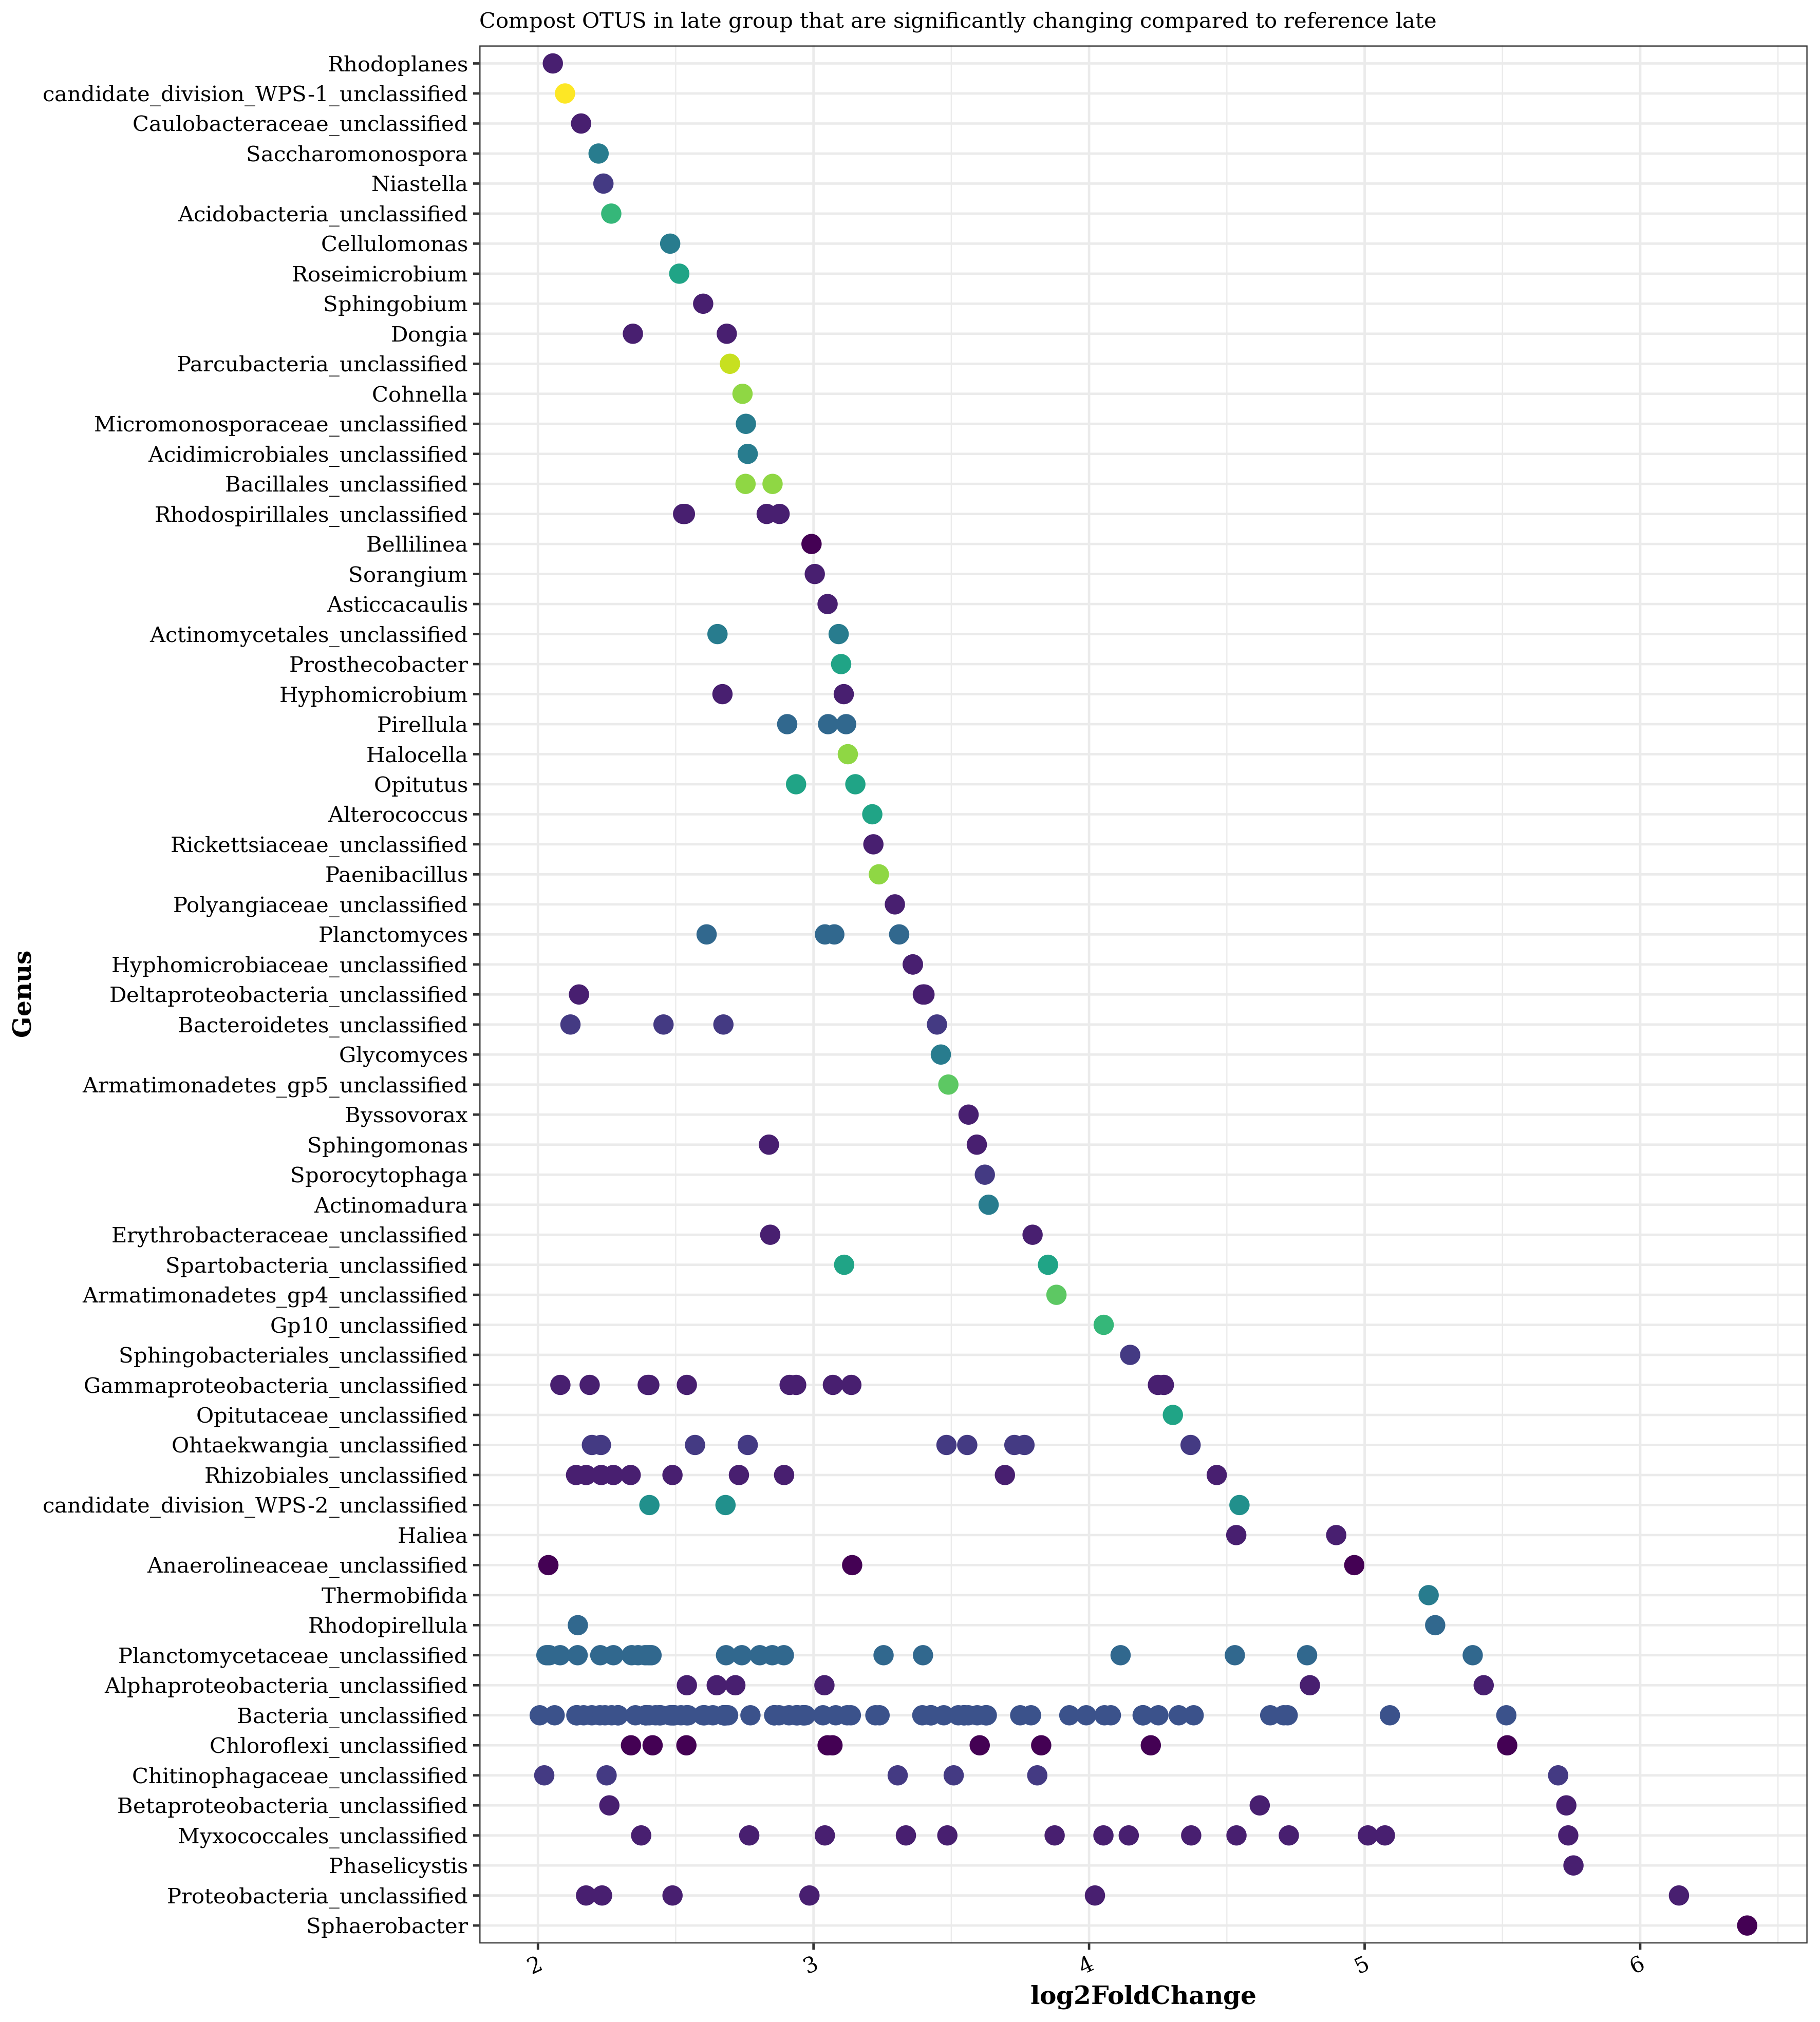 Compost OTUS in late group that are significantly changing compared to reference late
Rhodoplanes
candidate_division_WPS-1_unclassified
Caulobacteraceae_unclassified
Saccharomonospora
Niastella
Acidobacteria_unclassified
Cellulomonas
Roseimicrobium
Sphingobium
Dongia
Parcubacteria_unclassified
Cohnella
Micromonosporaceae_unclassified
Acidimicrobiales_unclassified
Bacillales_unclassified
Rhodospirillales_unclassified
Bellilinea
Sorangium
Asticcacaulis
Actinomycetales_unclassified
Prosthecobacter
Hyphomicrobium
Pirellula
Halocella
Opitutus
Alterococcus
Rickettsiaceae_unclassified
Paenibacillus
Polyangiaceae_unclassified
Planctomyces
Hyphomicrobiaceae_unclassified
Deltaproteobacteria_unclassified
Bacteroidetes_unclassified
Glycomyces
Armatimonadetes_gp5_unclassified
Byssovorax
Sphingomonas
Sporocytophaga
Actinomadura
Erythrobacteraceae_unclassified
Spartobacteria_unclassified
Armatimonadetes_gp4_unclassified
Gp10_unclassified
Sphingobacteriales_unclassified
Gammaproteobacteria_unclassified
Opitutaceae_unclassified
Ohtaekwangia_unclassified
Rhizobiales_unclassified
candidate_division_WPS-2_unclassified
Haliea
Anaerolineaceae_unclassified
Thermobifida
Rhodopirellula
Planctomycetaceae_unclassified
Alphaproteobacteria_unclassified
Bacteria_unclassified
Chloroflexi_unclassified
Chitinophagaceae_unclassified
Betaproteobacteria_unclassified
Myxococcales_unclassified
Phaselicystis
Proteobacteria_unclassified
Sphaerobacter
Genus
2 3 4 5 6
log2FoldChange